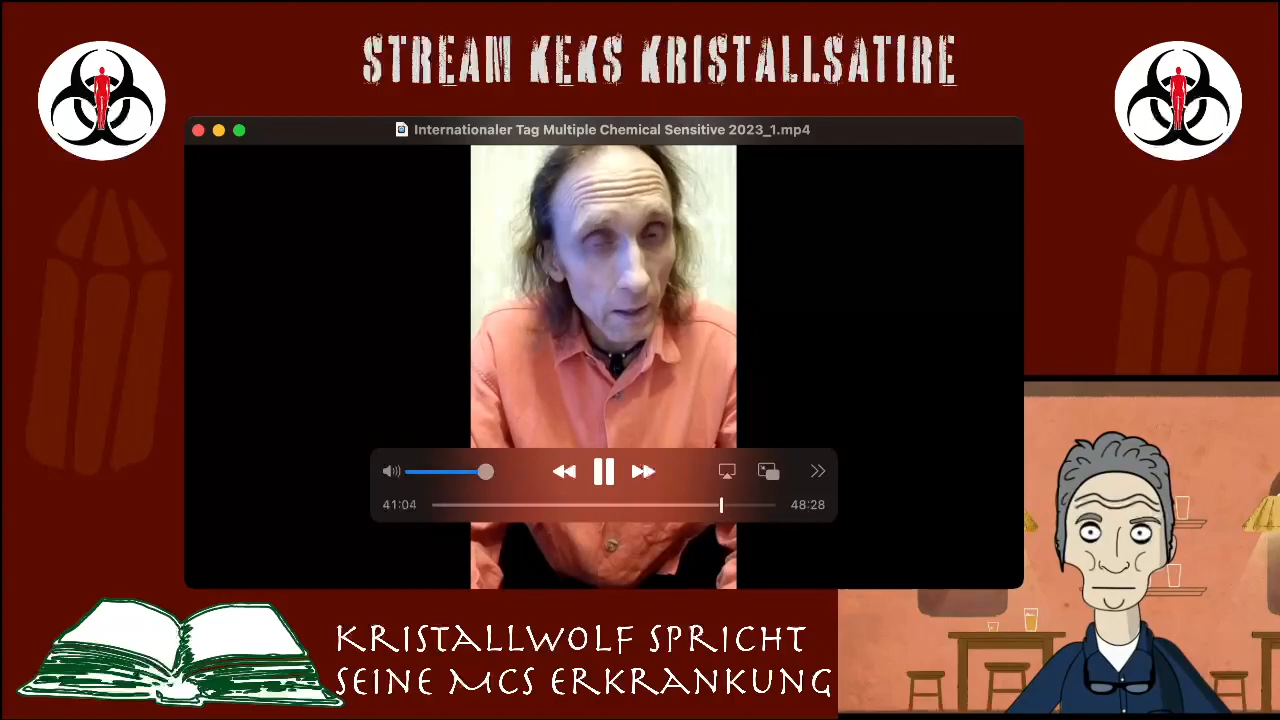 STREAM KEKS KRISTALLSATIRE
Internationaler Tag Multiple Chemical Sensitive 2023_1.mp4
41:04
48:28
KRISTALLWOLF SPRICHT
SEINE MCS ERKRANKUNG